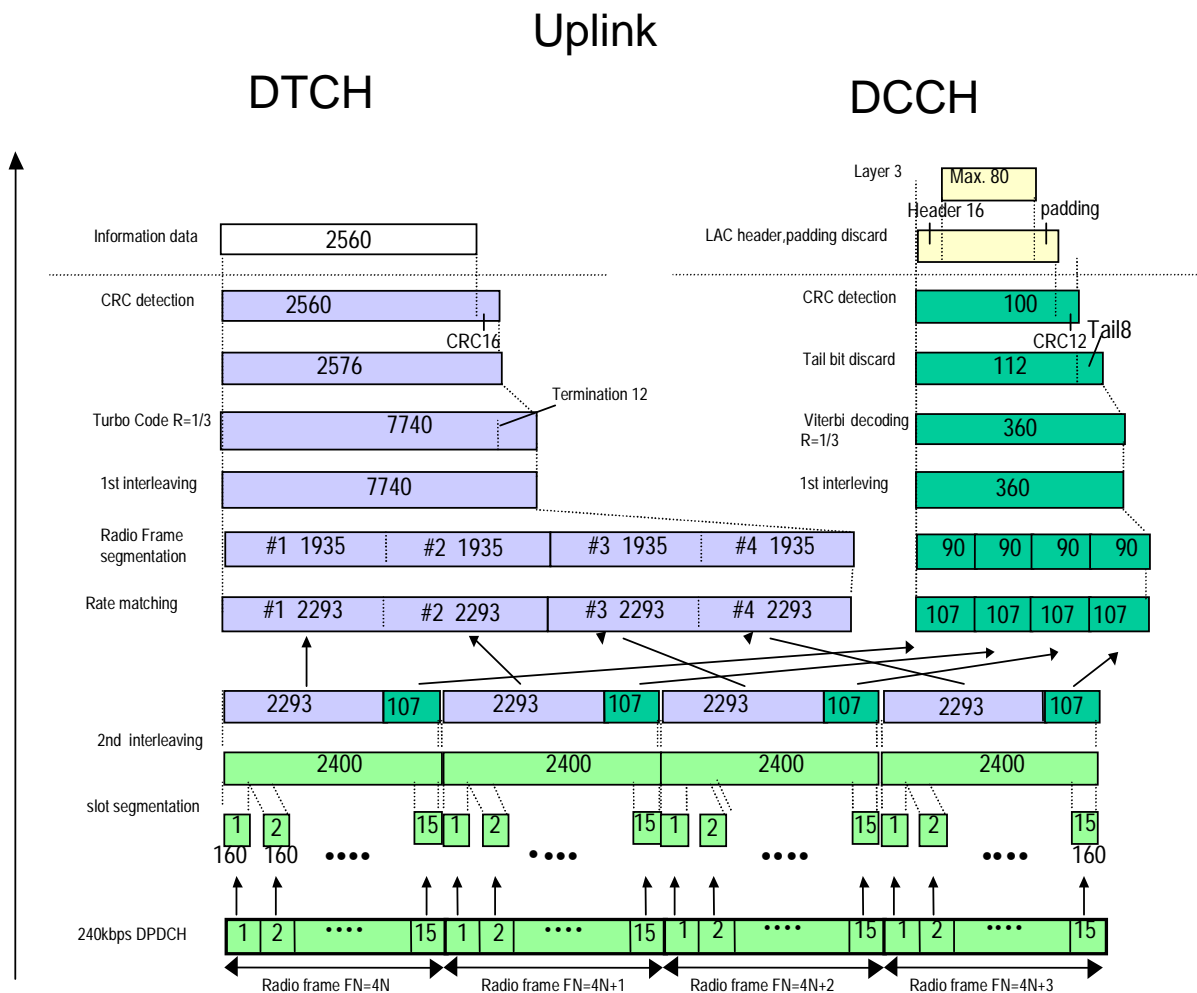 Uplink
DTCH DCCH
Layer 3 Max. 80
Header 16 padding
Information data 2560 LAC header,padding discard
CRC detection 2560 CRC detection 100
CRC16 CRC12 Tail8
2576 Tail bit discard 112
Termination 12
Turbo Code R=1/3 7740 Viterbi decoding
R=1/3 360
1st interleaving 7740 1st interleving 360
Radio Frame
segmentation #1 1935 #2 1935 #3 1935 #4 1935 90 90 90 90
Rate matching #1 2293 #2 2293 #3 2293 #4 2293 107 107 107 107
2293 107 2293 107 2293 107 2293 107
2nd interleaving
2400 2400 2400 2400
slot segmentation
1 2 15 1 2 15 1 2 15 1 2 15
160 160 •••• •••• •••• •••• 160
240kbps DPDCH 1 2 •••• 15 1 2 •••• 15 1 2 •••• 15 1 2 •••• 15
Radio frame FN=4N Radio frame FN=4N+1 Radio frame FN=4N+2 Radio frame FN=4N+3